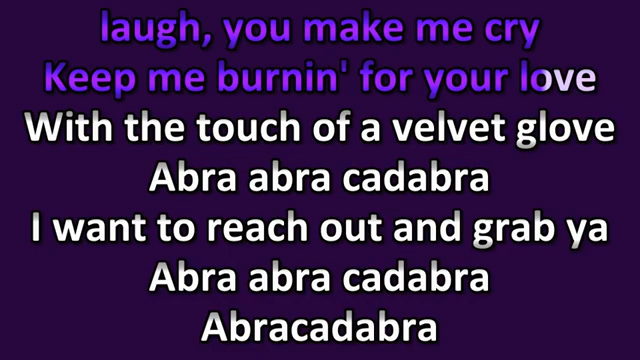 laugh, you make me cry
Keep me burnin' for your love
With the touch of a velvet glove
Abra abra cadabra
I want to reach out and grab ya
Abra abra cadabra
Abracadabra